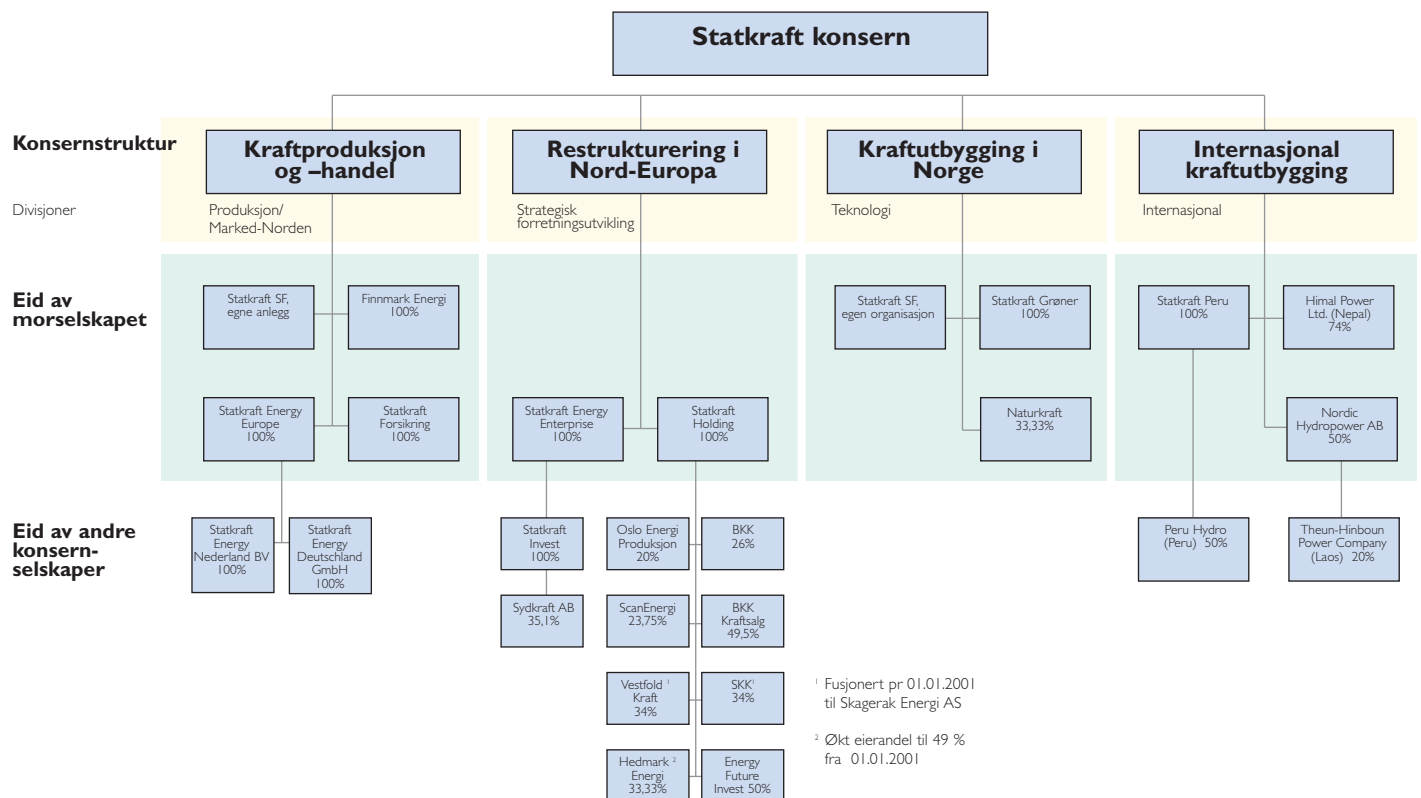 Statkraft konsern
Konsernstruktur
Kraftproduksjon
og –handel
Restrukturering i
Nord-Europa
Kraftutbygging i
Norge
Internasjonal
kraftutbygging
Divisjoner
Produksjon/
Marked-Norden
Strategisk
forretningsutvikling
Teknologi
Internasjonal
Eid av
morselskapet
Statkraft SF,
egne anlegg
Finnmark Energi
100%
Statkraft SF,
egen organisasjon
Statkraft Grøner
100%
Statkraft Peru
100%
Himal Power
Ltd. (Nepal)
74%
Statkraft Energy
Europe
100%
Statkraft
Forsikring
100%
Statkraft Energy
Enterprise
100%
Statkraft
Holding
100%
Naturkraft
33,33%
Nordic
Hydropower AB
50%
Eid av andre
konsern-
selskaper
Statkraft
Energy
Nederland BV
100%
Statkraft
Energy
Deutschland
GmbH
100%
Statkraft
Invest
100%
Oslo Energi
Produksjon
20%
BKK
26%
Peru Hydro
(Peru) 50%
Theun-Hinboun
Power Company
(Laos) 20%
Sydkraft AB
35,1%
ScanEnergi
23,75%
BKK
Kraftsalg
49,5%
Vestfold ¹
Kraft
34%
SKK¹
34%
¹ Fusjonert pr 01.01.2001
til Skagerak Energi AS
² Økt eierandel til 49 %
fra 01.01.2001
Hedmark ²
Energi
33,33%
Energy
Future
Invest 50%